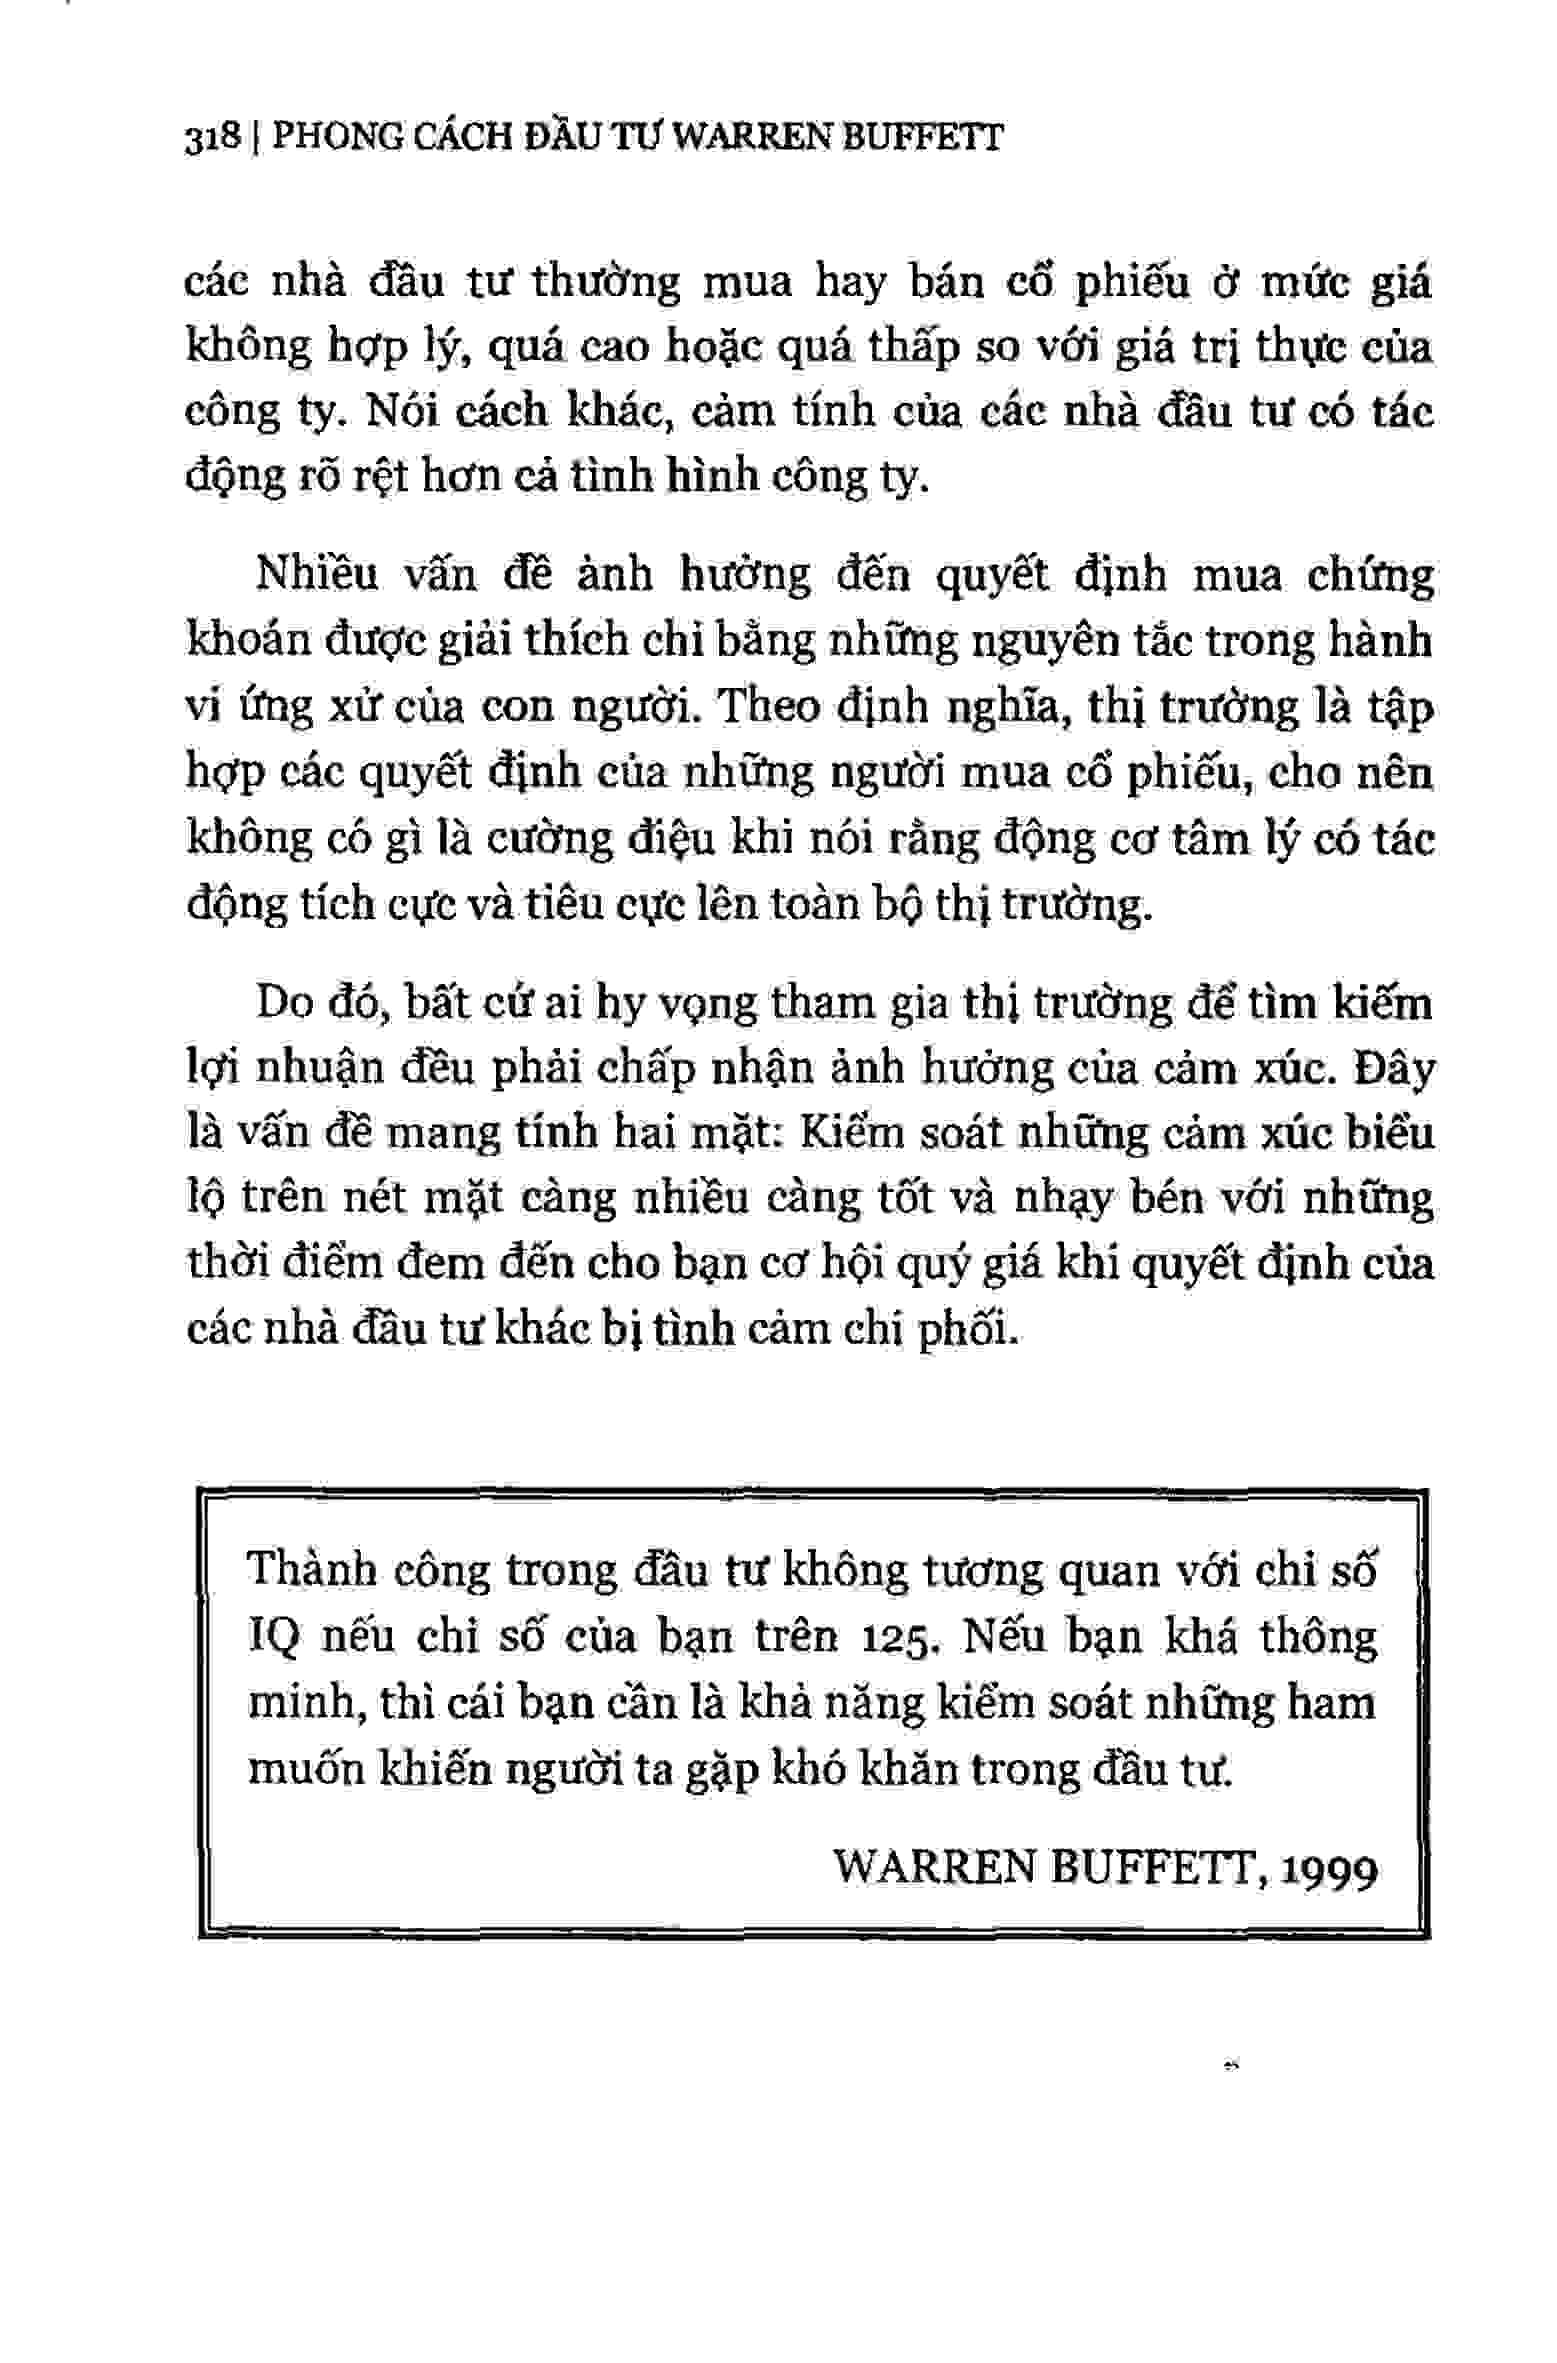 318 | PHONG CÁCH ĐẦU TƯ WARREN BUFFETT
các nhà đầu tư thường mua hay bán cổ phiếu ở mức giá
không hợp lý, quá cao hoặc quá thấp so với giá trị thực của
công ty. Nói cách khác, cảm tính của các nhà đầu tư có tác
động rõ rệt hơn cả tình hình công ty.
Nhiều vấn đề ảnh hưởng đến quyết định mua chứng
khoán được giải thích chỉ bằng những nguyên tắc trong hành
vi ứng xử của con người. Theo định nghĩa, thị trường là tập
hợp các quyết định của những người mua cổ phiếu, cho nên
không có gì là cường điệu khi nói rằng động cơ tâm lý có tác
động tích cực và tiêu cực lên toàn bộ thị trường.
Do đó, bất cứ ai hy vọng tham gia thị trường để tìm kiếm
lợi nhuận đều phải chấp nhận ảnh hưởng của cảm xúc. Đây
là vấn đề mang tính hai mặt: Kiểm soát những cảm xúc biểu
lộ trên nét mặt càng nhiều càng tốt và nhạy bén với những
thời điểm đem đến cho bạn cơ hội quý giá khi quyết định của
các nhà đầu tư khác bị tình cảm chi phối.
Thành công trong đầu tư không tương quan với chỉ số
IQ nếu chỉ số của bạn trên 125. Nếu bạn khá thông
minh, thì cái bạn cần là khả năng kiểm soát những ham
muốn khiến người ta gặp khó khăn trong đầu tư.
WARREN BUFFETT, 1999